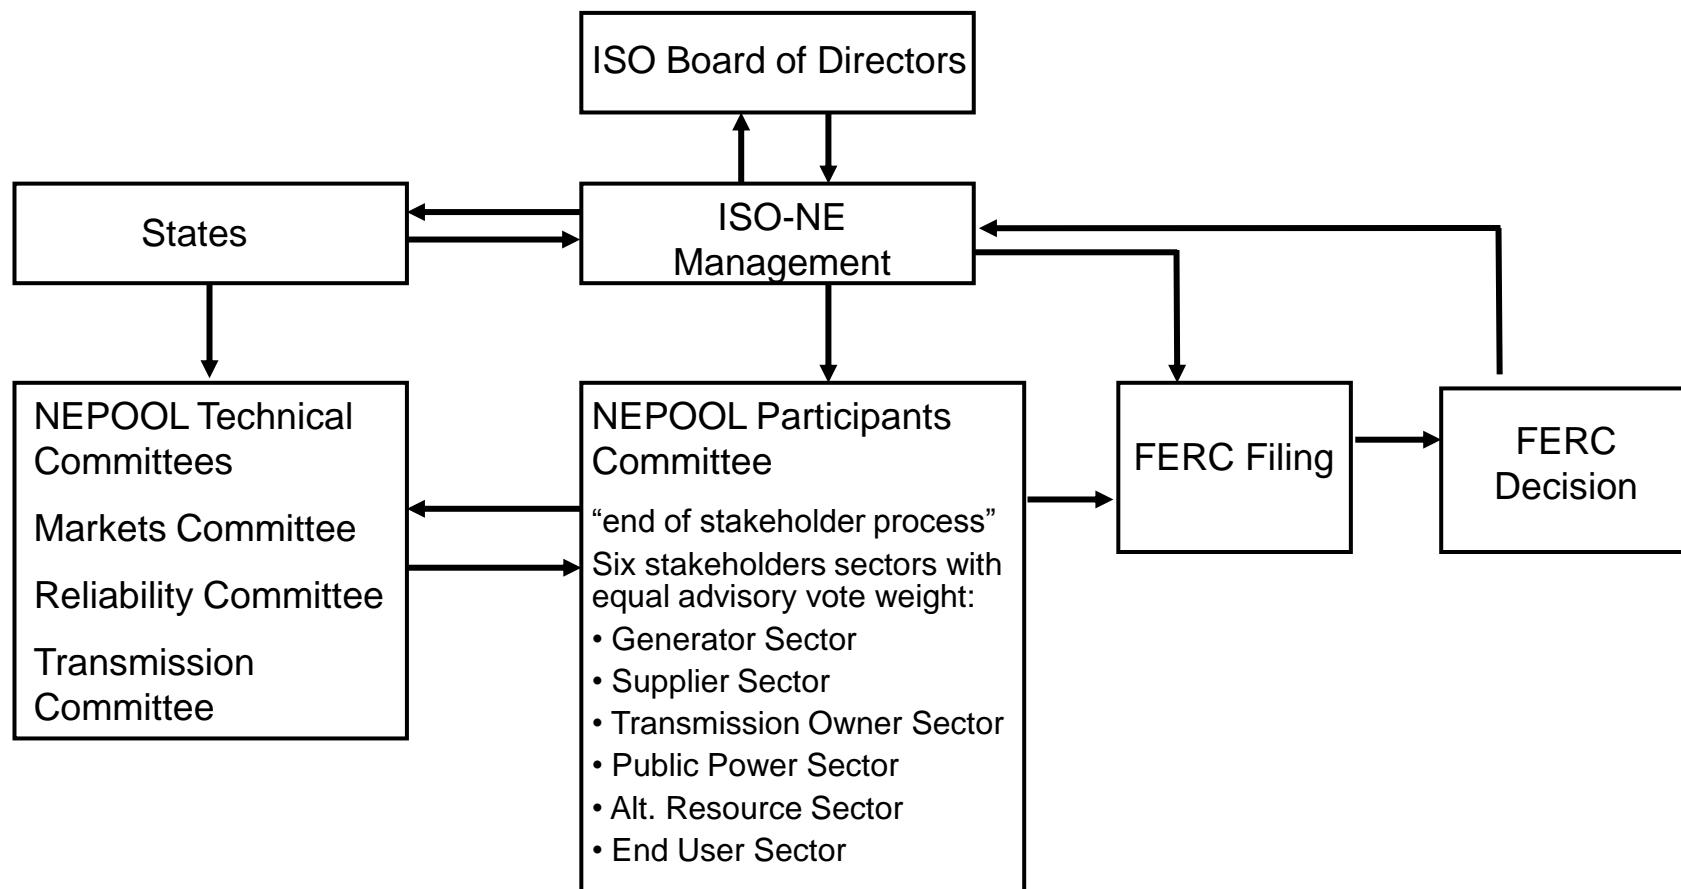 ISO Board of Directors
States
ISO-NE
Management
NEPOOL Technical
Committees
Markets Committee
Reliability Committee
Transmission
Committee
NEPOOL Participants
Committee
“end of stakeholder process”
Six stakeholders sectors with
equal advisory vote weight:
• Generator Sector
• Supplier Sector
• Transmission Owner Sector
• Public Power Sector
• Alt. Resource Sector
• End User Sector
FERC Filing
FERC
Decision